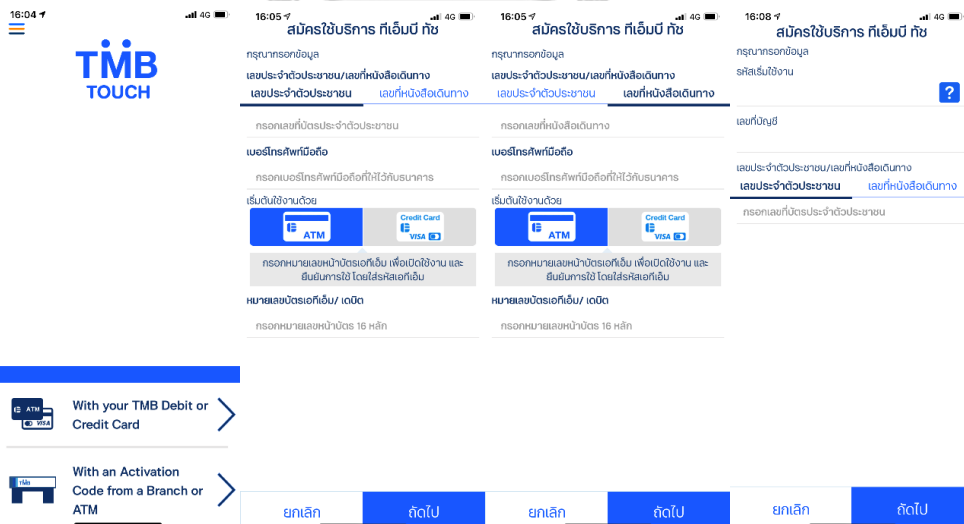 16:04
4G
TMB
TOUCH
ATM
VISA
With your TMB Debit or
Credit Card
TMB
With an Activation
Code from a Branch or
ATM
16:05
4G
สมัครใช้บริการ ทีเอ็มบี ทัช
กรุณากรอกข้อมูล
เลขประจำตัวประชาชน/เลขที่หนังสือเดินทาง
เลขประจำตัวประชาชน เลขที่หนังสือเดินทาง
กรอกเลขที่บัตรประจำตัวประชาชน
เบอร์โทรศัพท์มือถือ
กรอกเบอร์โทรศัพท์มือถือที่ให้ไว้กับธนาคาร
เริ่มต้นใช้งานด้วย
ATM
Credit Card
VISA
กรอกหมายเลขหน้าบัตรเอทีเอ็ม เพื่อเปิดใช้งาน และ
ยืนยันการใช้ โดยใส่รหัสเอทีเอ็ม
หมายเลขบัตรเอทีเอ็ม/ เดบิต
กรอกหมายเลขหน้าบัตร 16 หลัก
ยกเลิก ถัดไป
16:05
4G
สมัครใช้บริการ ทีเอ็มบี ทัช
กรุณากรอกข้อมูล
เลขประจำตัวประชาชน/เลขที่หนังสือเดินทาง
เลขประจำตัวประชาชน เลขที่หนังสือเดินทาง
กรอกเลขที่หนังสือเดินทาง
เบอร์โทรศัพท์มือถือ
กรอกเบอร์โทรศัพท์มือถือที่ให้ไว้กับธนาคาร
เริ่มต้นใช้งานด้วย
ATM
Credit Card
VISA
กรอกหมายเลขหน้าบัตรเอทีเอ็ม เพื่อเปิดใช้งาน และ
ยืนยันการใช้ โดยใส่รหัสเอทีเอ็ม
หมายเลขบัตรเอทีเอ็ม/ เดบิต
กรอกหมายเลขหน้าบัตร 16 หลัก
ยกเลิก ถัดไป
16:08
4G
สมัครใช้บริการ ทีเอ็มบี ทัช
กรุณากรอกข้อมูล
รหัสเริ่มใช้งาน
?
เลขที่บัญชี
เลขประจำตัวประชาชน/เลขที่หนังสือเดินทาง
เลขประจำตัวประชาชน เลขที่หนังสือเดินทาง
กรอกเลขที่บัตรประจำตัวประชาชน
ยกเลิก ถัดไป